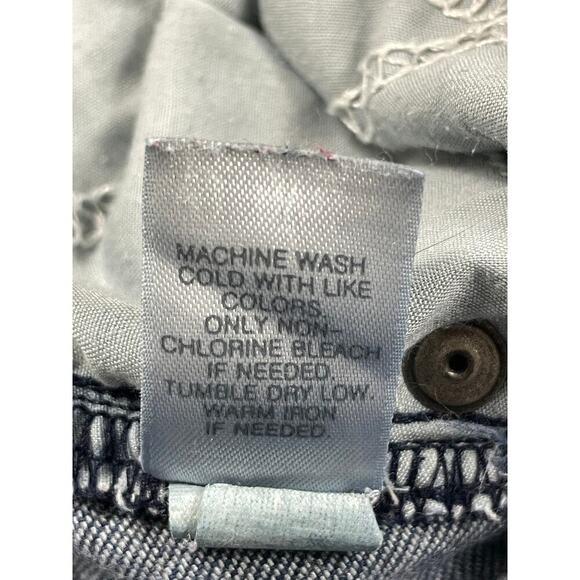 MACHINE WASH
COLD WITH LIKE
COLORS.
ONLY NON-
CHLORINE BLEACH
IF NEEDED.
TUMBLE DRY LOW.
WARM IRON
IF NEEDED.